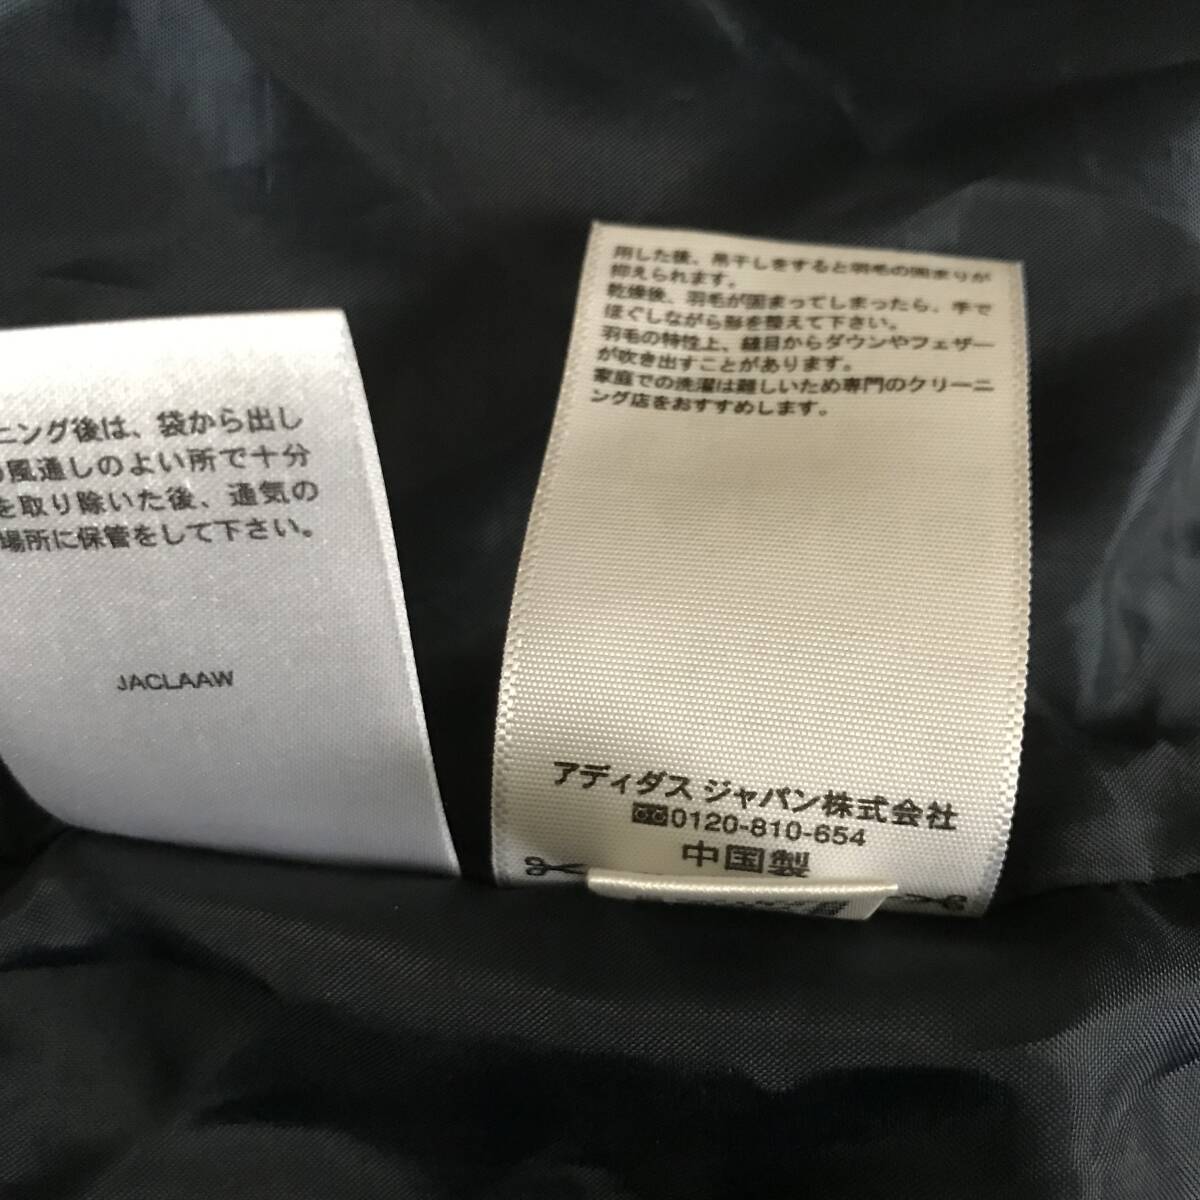 ニング後は、袋から出し
風通しのよい所で十分
を取り除いた後、通気の
場所に保管をして下さい。
JACLAAW
用した後、吊干しをすると羽毛の固まりが
抑えられます。
乾燥後、羽毛が固まってしまったら、手で
ほぐしながら形を整えて下さい。
羽毛の特性上、縫目からダウンやフェザー
が吹き出すことがあります。
家庭での洗濯は難しいため専門のクリーニ
ング店をおすすめします。
アディダス ジャパン株式会社
0120-810-654
中国製